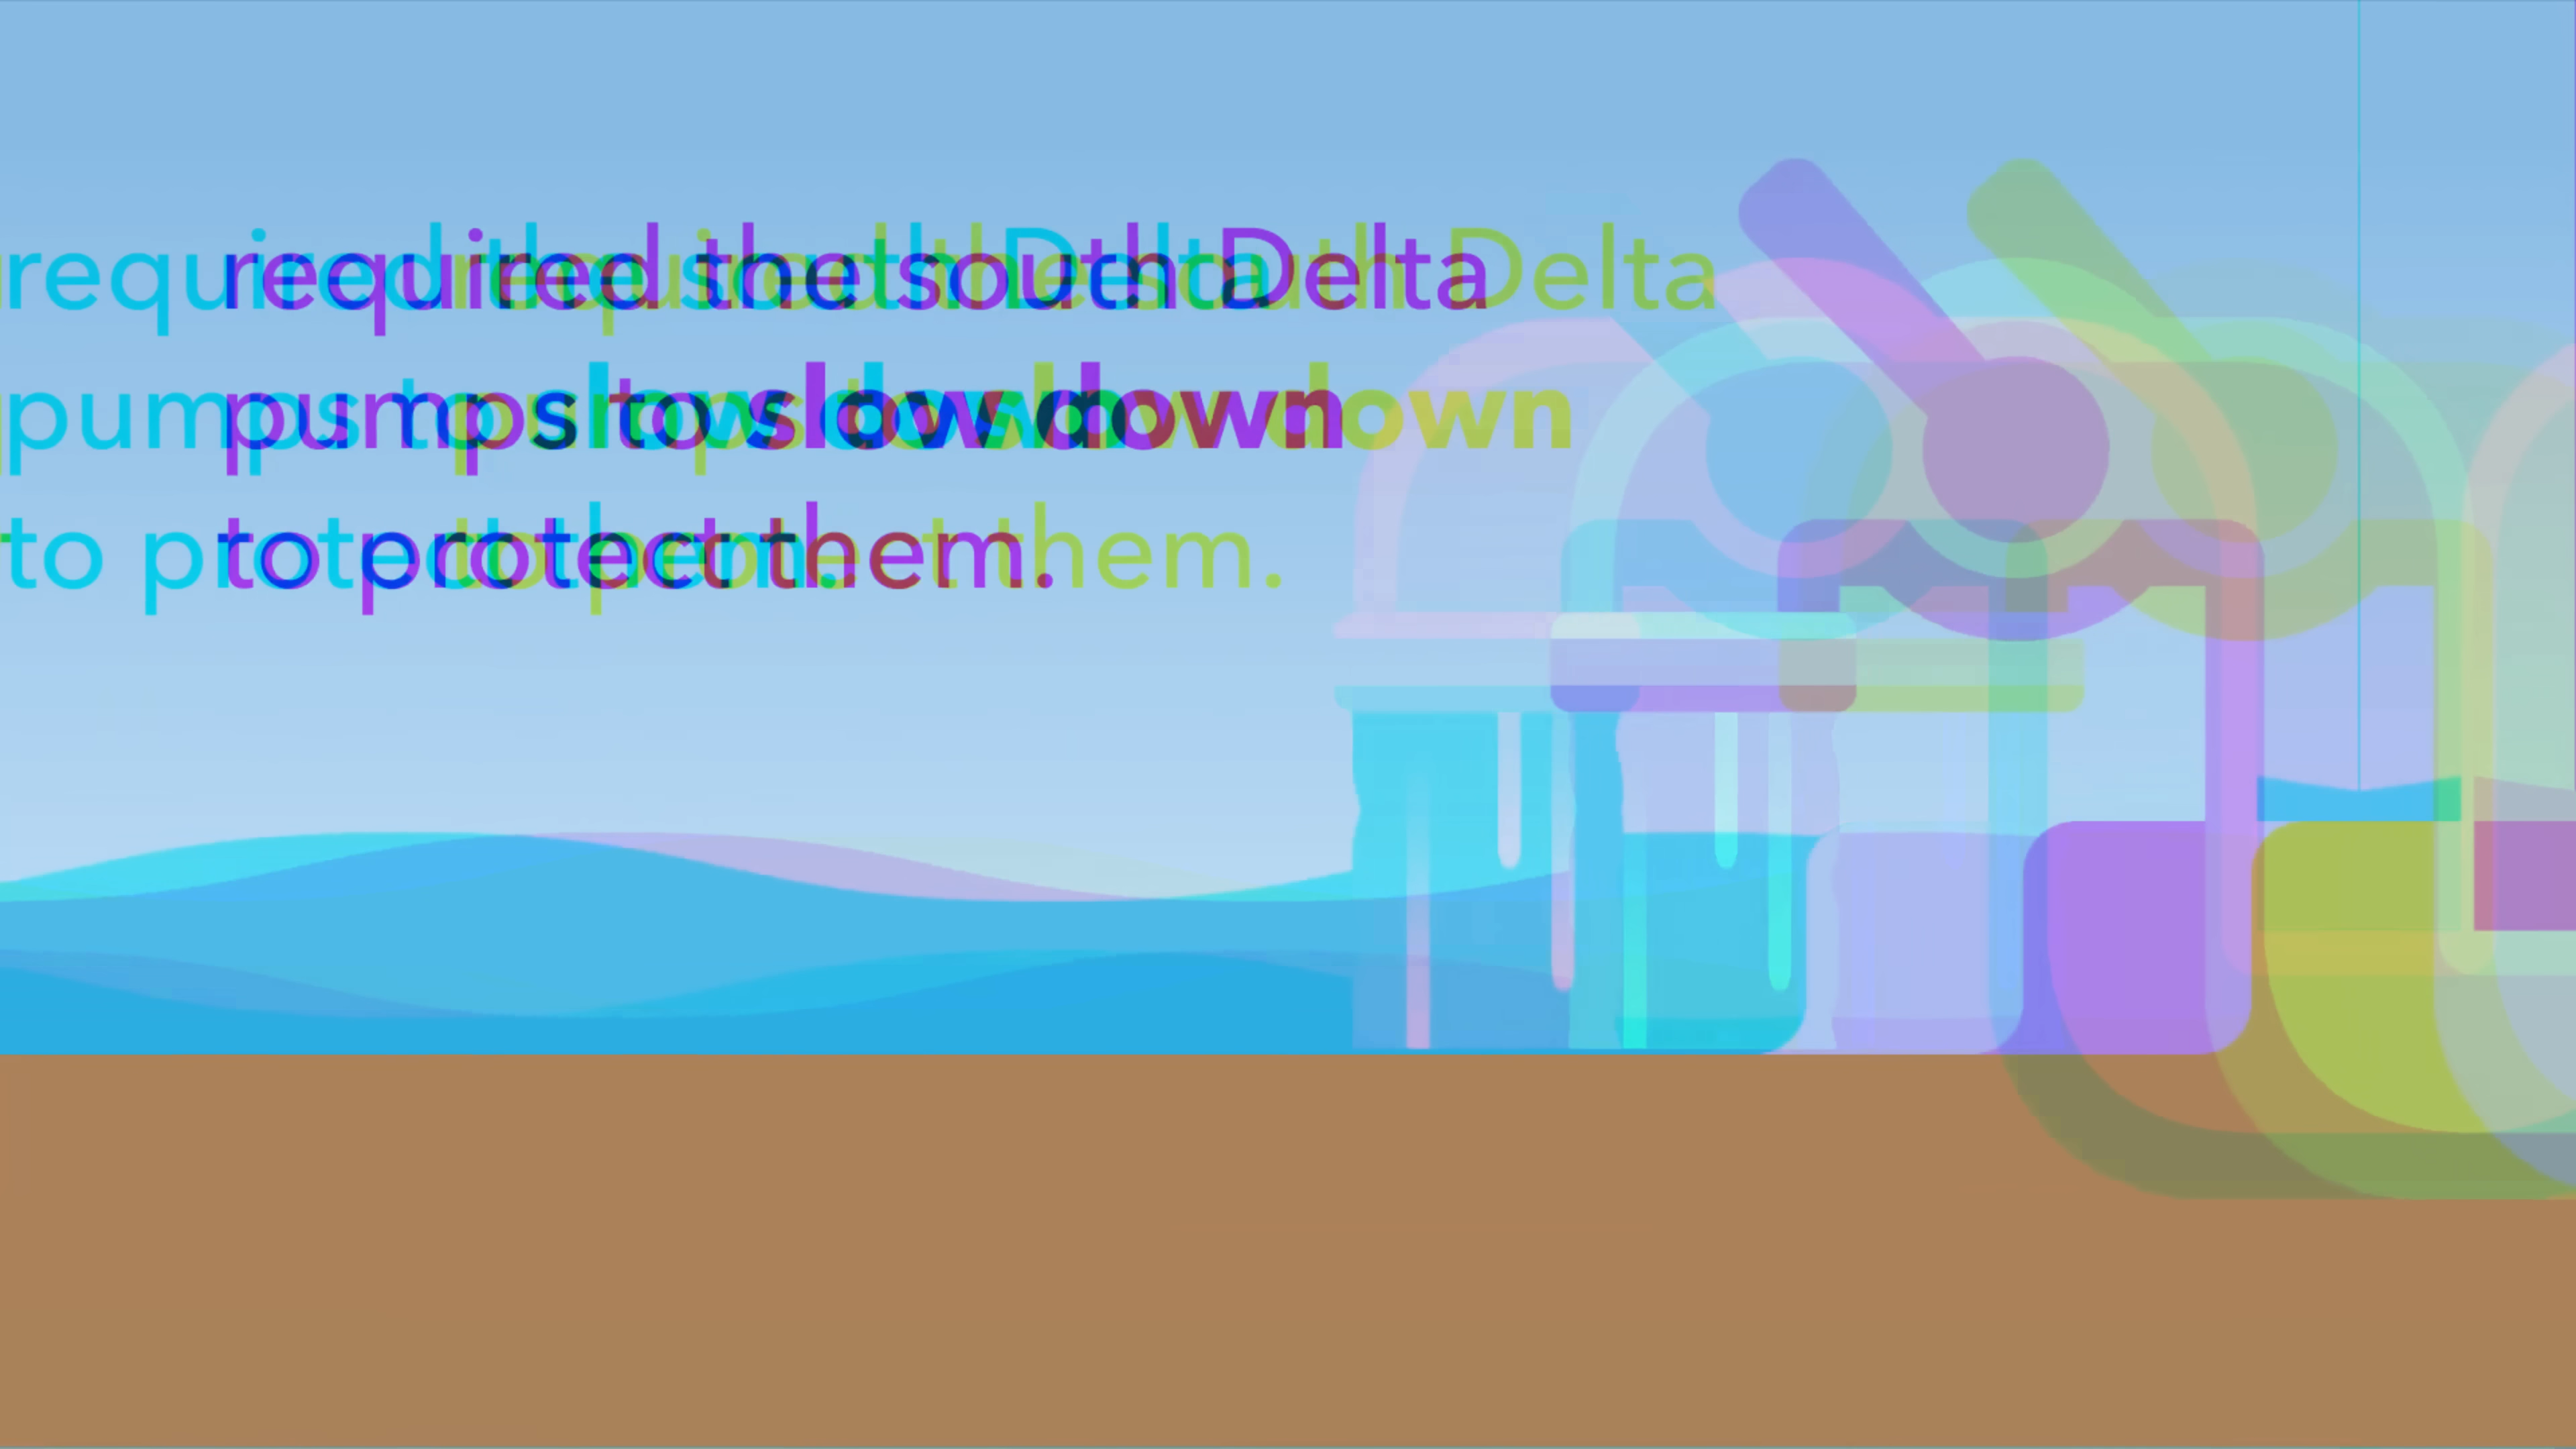 required the south Delta
pumps to slow down
to protect them.